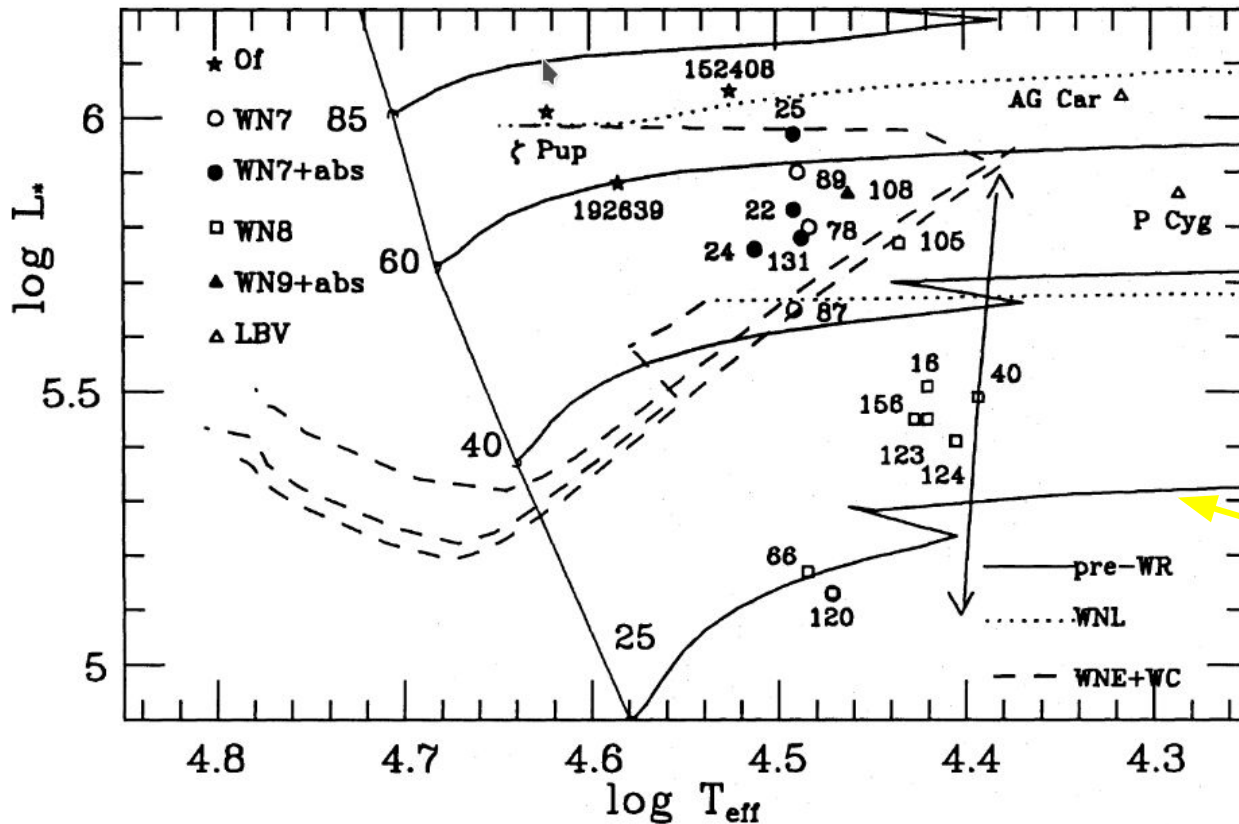 Of
WN7
WN7+abs
WN8
WN9+abs
LBV
85
60
40
25
152408
ζ Pup
192639
25
89
108
22
78
24
131
105
87
AG Car
P Cyg
16
40
156
123
124
66
120
pre-WR
WNL
WNE+WC
log L*
6
5.5
5
4.8
4.7
4.6
4.5
4.4
4.3
log Teff